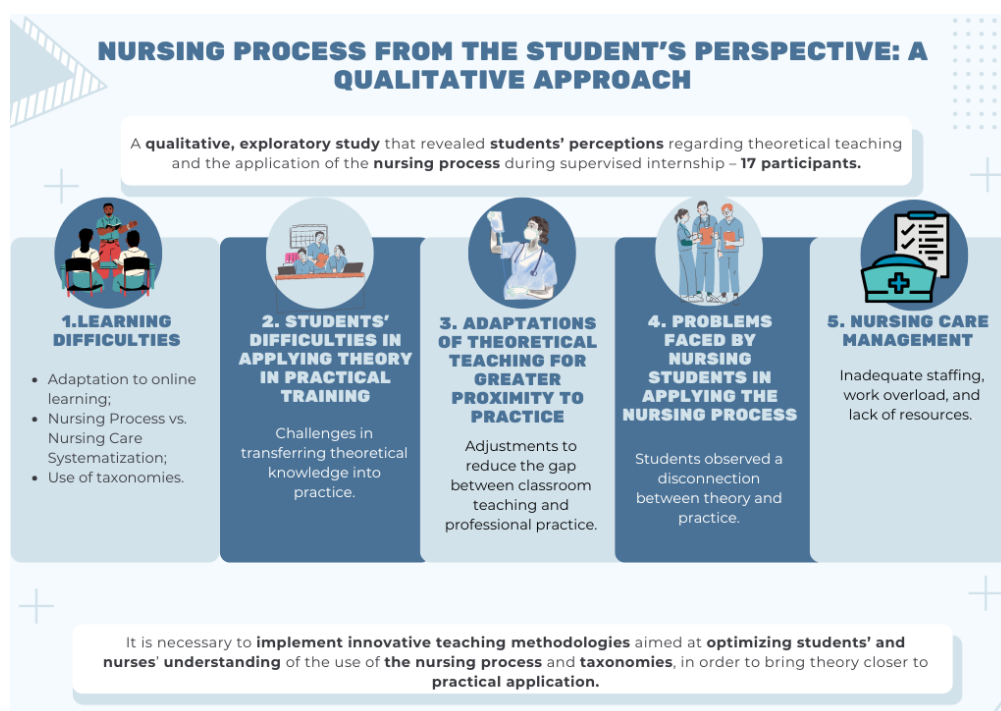 NURSING PROCESS FROM THE STUDENT'S PERSPECTIVE: A
QUALITATIVE APPROACH
A qualitative, exploratory study that revealed students' perceptions regarding theoretical teaching
and the application of the nursing process during supervised internship – 17 participants.
1.LEARNING
DIFFICULTIES
• Adaptation to online
learning;
• Nursing Process vs.
Nursing Care
Systematization;
• Use of taxonomies.
2. STUDENTS'
DIFFICULTIES IN
APPLYING THEORY
IN PRACTICAL
TRAINING
Challenges in
transferring theoretical
knowledge into
practice.
3. ADAPTATIONS
OF THEORETICAL
TEACHING FOR
GREATER
PROXIMITY TO
PRACTICE
Adjustments to
reduce the gap
between classroom
teaching and
professional practice.
4. PROBLEMS
FACED BY
NURSING
STUDENTS IN
APPLYING THE
NURSING PROCESS
Students observed a
disconnection
between theory and
practice.
5. NURSING CARE
MANAGEMENT
Inadequate staffing,
work overload, and
lack of resources.
It is necessary to implement innovative teaching methodologies aimed at optimizing students' and
nurses' understanding of the use of the nursing process and taxonomies, in order to bring theory closer to
practical application.